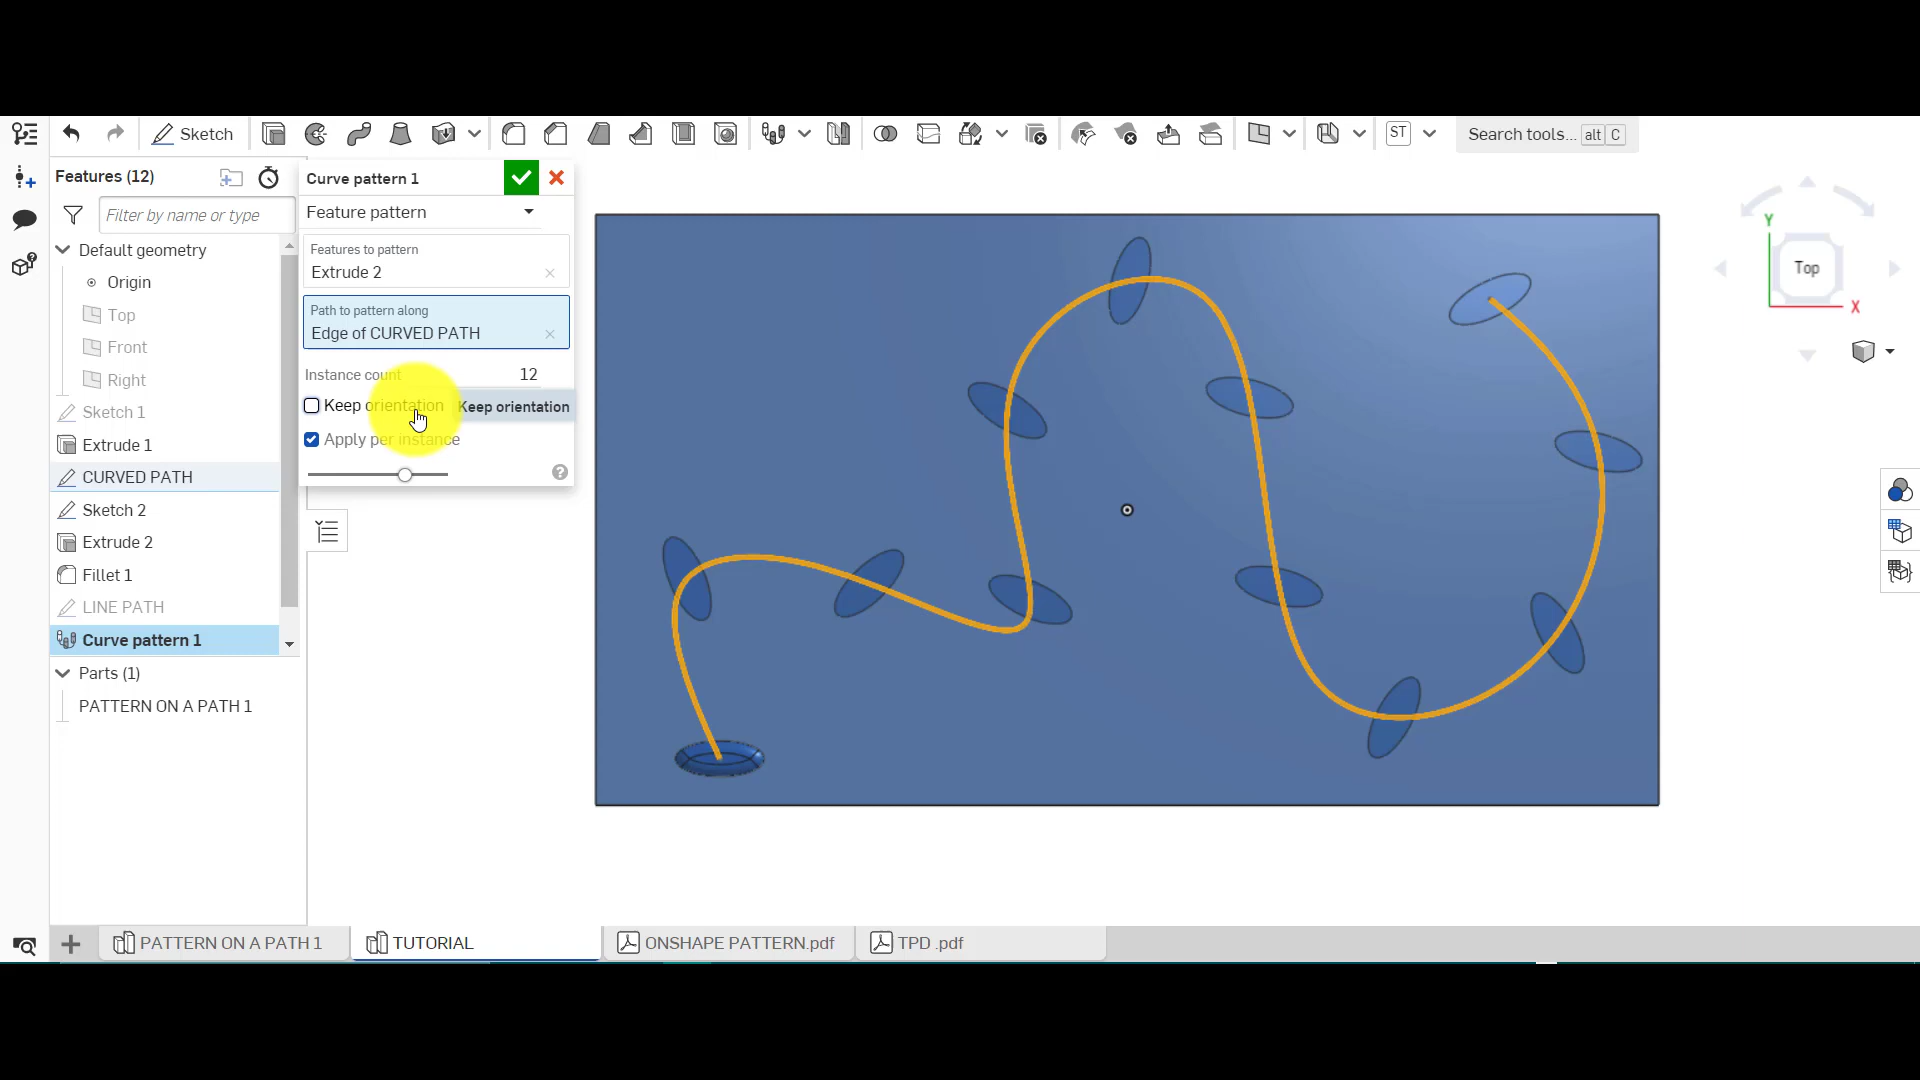 Sketch
ST
Search tools... alt C
Features (12)
Filter by name or type
Default geometry
Origin
Top
Front
Right
Sketch 1
Extrude 1
CURVED PATH
Sketch 2
Extrude 2
Fillet 1
LINE PATH
Curve pattern 1
Parts (1)
PATTERN ON A PATH 1
Curve pattern 1
Feature pattern
Features to pattern
Extrude 2
Path to pattern along
Edge of CURVED PATH
Instance count 12
Keep orientation
Keep orientation
Apply per instance
Y
Top
X
PATTERN ON A PATH 1
TUTORIAL
ONSHAPE PATTERN.pdf
TPD .pdf